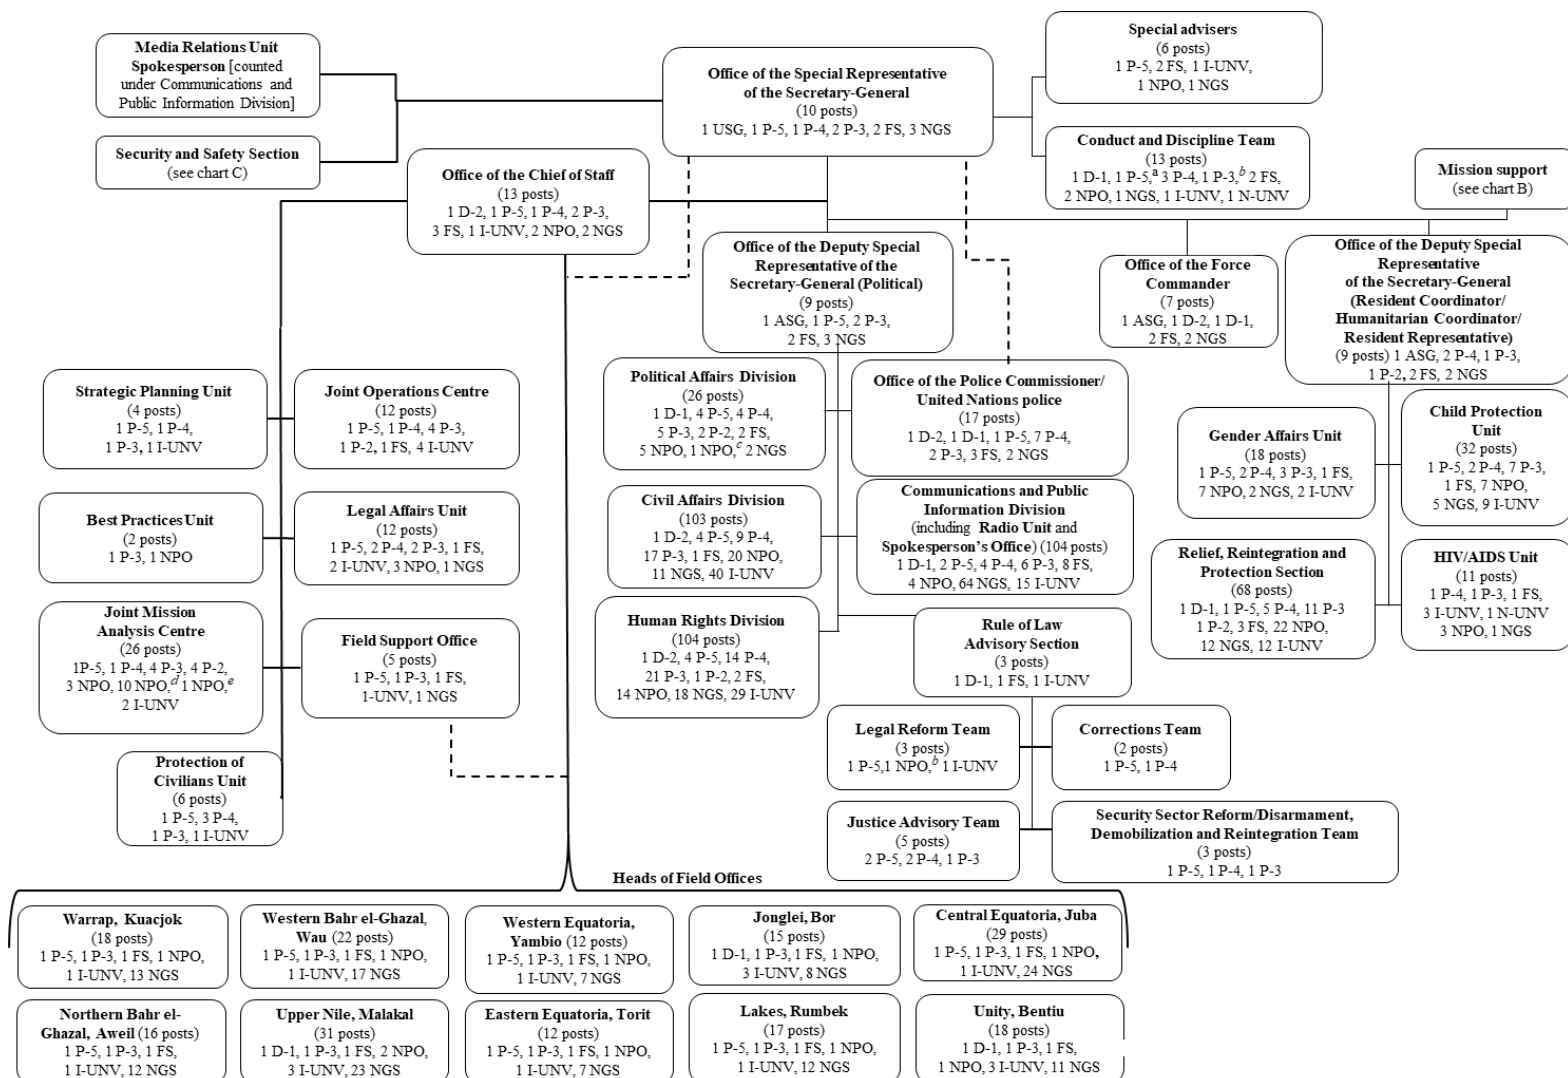 Media Relations Unit
Spokesperson [counted
under Communications and
Public Information Division]
Security and Safety Section
(see chart C)
Office of the Special Representative
of the Secretary-General
(10 posts)
1 USG, 1 P-5, 1 P-4, 2 P-3, 2 FS, 3 NGS
Special advisers
(6 posts)
1 P-5, 2 FS, 1 I-UNV,
1 NPO, 1 NGS
Conduct and Discipline Team
(13 posts)
1 D-1, 1 P-5,a 3 P-4, 1 P-3,b 2 FS,
2 NPO, 1 NGS, 1 I-UNV, 1 N-UNV
Mission support
(see chart B)
Office of the Chief of Staff
(13 posts)
1 D-2, 1 P-5, 1 P-4, 2 P-3,
3 FS, 1 I-UNV, 2 NPO, 2 NGS
Office of the Deputy Special
Representative of the
Secretary-General (Political)
(9 posts)
1 ASG, 1 P-5, 2 P-3,
2 FS, 3 NGS
Office of the Force
Commander
(7 posts)
1 ASG, 1 D-2, 1 D-1,
2 FS, 2 NGS
Office of the Deputy Special
Representative
of the Secretary-General
(Resident Coordinator/
Humanitarian Coordinator/
Resident Representative)
(9 posts) 1 ASG, 2 P-4, 1 P-3,
1 P-2, 2 FS, 2 NGS
Strategic Planning Unit
(4 posts)
1 P-5, 1 P-4,
1 P-3, 1 I-UNV
Joint Operations Centre
(12 posts)
1 P-5, 1 P-4, 4 P-3,
1 P-2, 1 FS, 4 I-UNV
Best Practices Unit
(2 posts)
1 P-3, 1 NPO
Legal Affairs Unit
(12 posts)
1 P-5, 2 P-4, 2 P-3, 1 FS,
2 I-UNV, 3 NPO, 1 NGS
Joint Mission
Analysis Centre
(26 posts)
1P-5, 1 P-4, 4 P-3, 4 P-2,
3 NPO, 10 NPO,d 1 NPO,e
2 I-UNV
Field Support Office
(5 posts)
1 P-5, 1 P-3, 1 FS,
1-UNV, 1 NGS
Protection of
Civilians Unit
(6 posts)
1 P-5, 3 P-4,
1 P-3, 1 I-UNV
Political Affairs Division
(26 posts)
1 D-1, 4 P-5, 4 P-4,
5 P-3, 2 P-2, 2 FS,
5 NPO, 1 NPO,c 2 NGS
Office of the Police Commissioner/
United Nations police
(17 posts)
1 D-2, 1 D-1, 1 P-5, 7 P-4,
2 P-3, 3 FS, 2 NGS
Civil Affairs Division
(103 posts)
1 D-2, 4 P-5, 9 P-4,
17 P-3, 1 FS, 20 NPO,
11 NGS, 40 I-UNV
Communications and Public
Information Division
(including Radio Unit and
Spokesperson's Office) (104 posts)
1 D-1, 2 P-5, 4 P-4, 6 P-3, 8 FS,
4 NPO, 64 NGS, 15 I-UNV
Human Rights Division
(104 posts)
1 D-2, 4 P-5, 14 P-4,
21 P-3, 1 P-2, 2 FS,
14 NPO, 18 NGS, 29 I-UNV
Rule of Law
Advisory Section
(3 posts)
1 D-1, 1 FS, 1 I-UNV
Legal Reform Team
(3 posts)
1 P-5,1 NPO,b 1 I-UNV
Corrections Team
(2 posts)
1 P-5, 1 P-4
Justice Advisory Team
(5 posts)
2 P-5, 2 P-4, 1 P-3
Security Sector Reform/Disarmament,
Demobilization and Reintegration Team
(3 posts)
1 P-5, 1 P-4, 1 P-3
Gender Affairs Unit
(18 posts)
1 P-5, 2 P-4, 3 P-3, 1 FS,
7 NPO, 2 NGS, 2 I-UNV
Child Protection
Unit
(32 posts)
1 P-5, 2 P-4, 7 P-3,
1 FS, 7 NPO,
5 NGS, 9 I-UNV
Relief, Reintegration and
Protection Section
(68 posts)
1 D-1, 1 P-5, 5 P-4, 11 P-3
1 P-2, 3 FS, 22 NPO,
12 NGS, 12 I-UNV
HIV/AIDS Unit
(11 posts)
1 P-4, 1 P-3, 1 FS,
3 I-UNV, 1 N-UNV
3 NPO, 1 NGS
Heads of Field Offices
Warrap, Kuacjok
(18 posts)
1 P-5, 1 P-3, 1 FS, 1 NPO,
1 I-UNV, 13 NGS
Western Bahr el-Ghazal,
Wau (22 posts)
1 P-5, 1 P-3, 1 FS, 1 NPO,
1 I-UNV, 17 NGS
Western Equatoria,
Yambio (12 posts)
1 P-5, 1 P-3, 1 FS, 1 NPO,
1 I-UNV, 7 NGS
Jonglei, Bor
(15 posts)
1 D-1, 1 P-3, 1 FS, 1 NPO,
3 I-UNV, 8 NGS
Central Equatoria, Juba
(29 posts)
1 P-5, 1 P-3, 1 FS, 1 NPO,
1 I-UNV, 24 NGS
Northern Bahr el-
Ghazal, Aweil (16 posts)
1 P-5, 1 P-3, 1 FS,
1 I-UNV, 12 NGS
Upper Nile, Malakal
(31 posts)
1 D-1, 1 P-3, 1 FS, 2 NPO,
3 I-UNV, 23 NGS
Eastern Equatoria, Torit
(12 posts)
1 P-5, 1 P-3, 1 FS, 1 NPO,
1 I-UNV, 7 NGS
Lakes, Rumbek
(17 posts)
1 P-5, 1 P-3, 1 FS, 1 NPO,
1 I-UNV, 12 NGS
Unity, Bentiu
(18 posts)
1 D-1, 1 P-3, 1 FS,
1 NPO, 3 I-UNV, 11 NGS